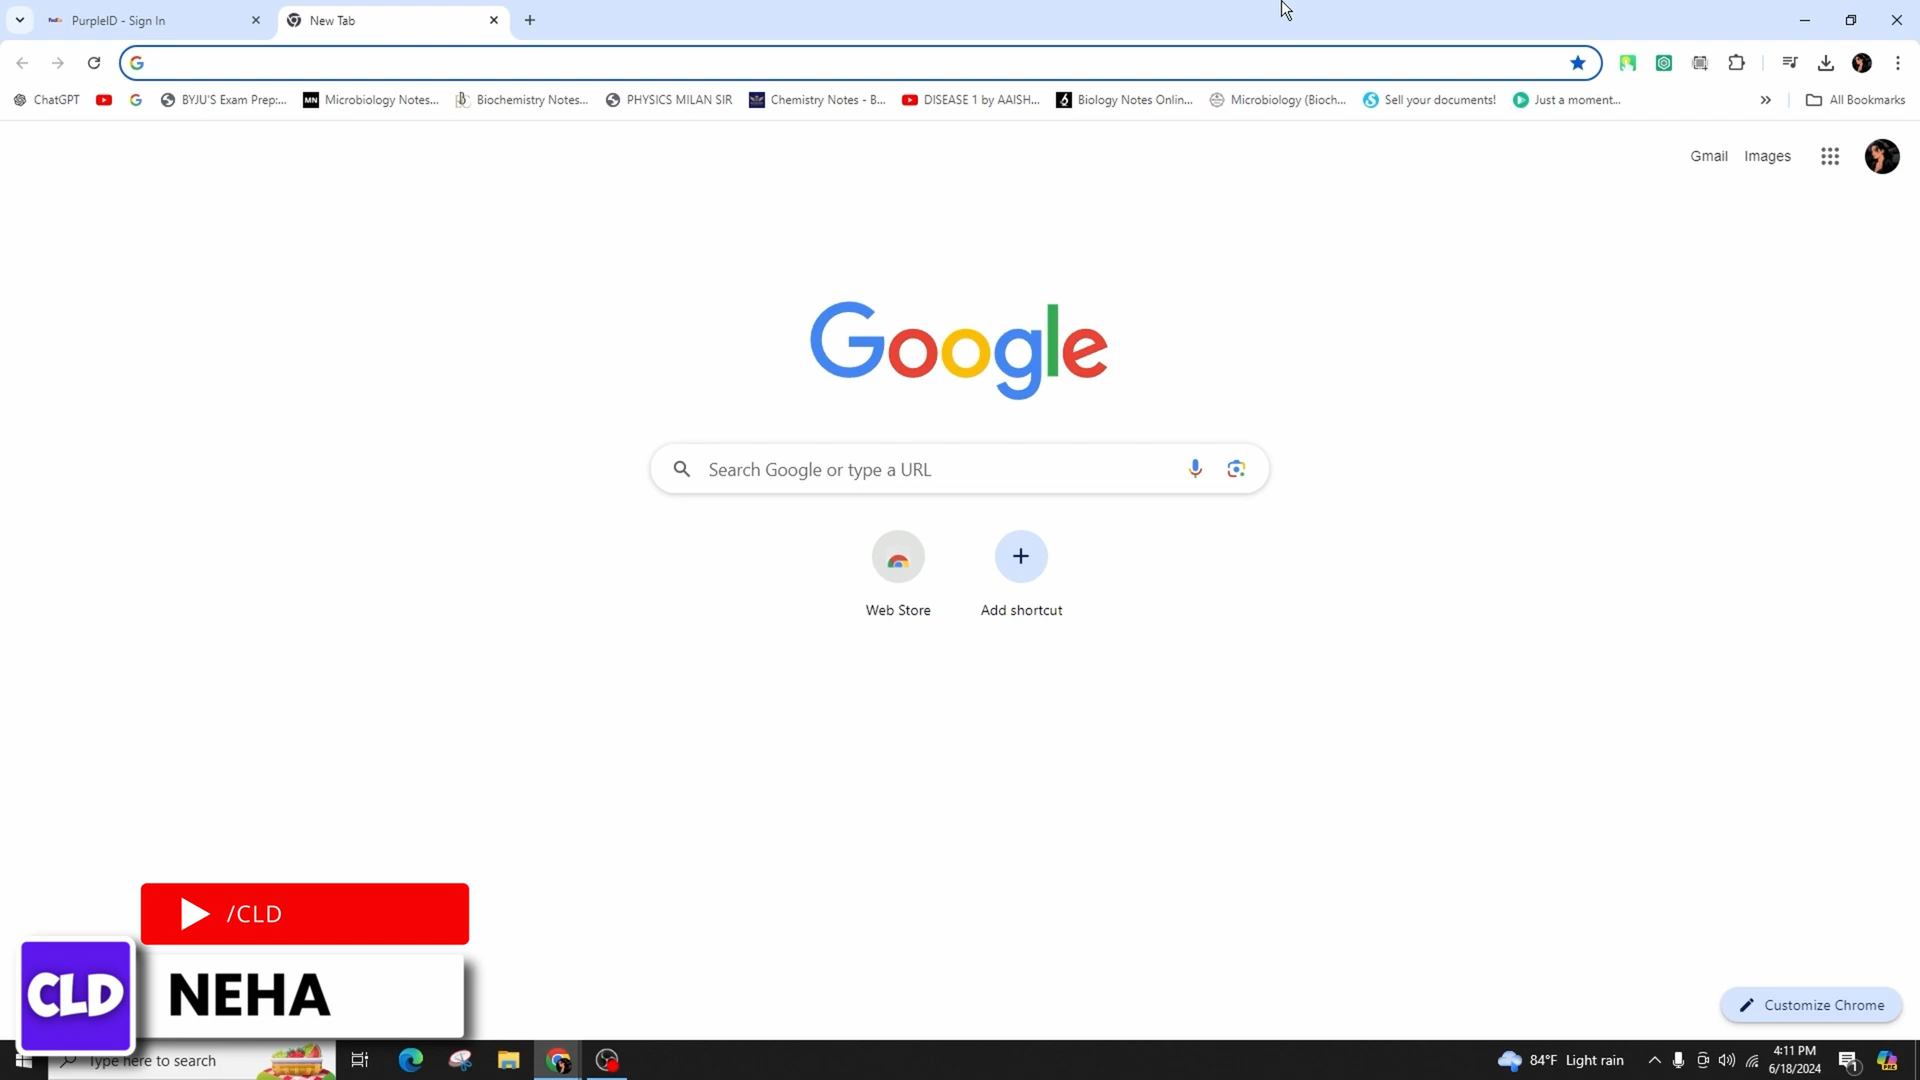 PurpleID - Sign In
New Tab
ChatGPT
BYJU'S Exam Prep:...
MN
Microbiology Notes...
Biochemistry Notes...
PHYSICS MILAN SIR
Chemistry Notes - B...
DISEASE 1 by AAISH...
Biology Notes Onlin...
Microbiology (Bioch...
Sell your documents!
Just a moment...
All Bookmarks
Gmail
Images
Google
Search Google or type a URL
Web Store
Add shortcut
/CLD
CLD
NEHA
Customize Chrome
Type here to search
84°F Light rain
4:11 PM
6/18/2024
1